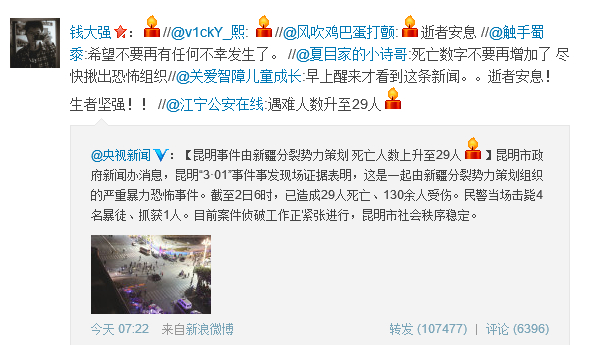 钱大强：//@v1ckY_熙: //@风吹鸡巴蛋打颤:逝者安息 //@触手蜀
黍:希望不要再有任何不幸发生了。 //@夏目家的小诗哥:死亡数字不要再增加了 尽
快揪出恐怖组织//@关爱智障儿童成长:早上醒来才看到这条新闻。。逝者安息！
生者坚强！！ //@江宁公安在线:遇难人数升至29人
@央视新闻：【昆明事件由新疆分裂势力策划 死亡人数上升至29人】昆明市政
府新闻办消息，昆明“3·01”事件事发现场证据表明，这是一起由新疆分裂势力策划组织
的严重暴力恐怖事件。截至2日6时，已造成29人死亡、130余人受伤。民警当场击毙4
名暴徒、抓获1人。目前案件侦破工作正紧张进行，昆明市社会秩序稳定。
今天 07:22 来自新浪微博 转发 (107477) | 评论 (6396)